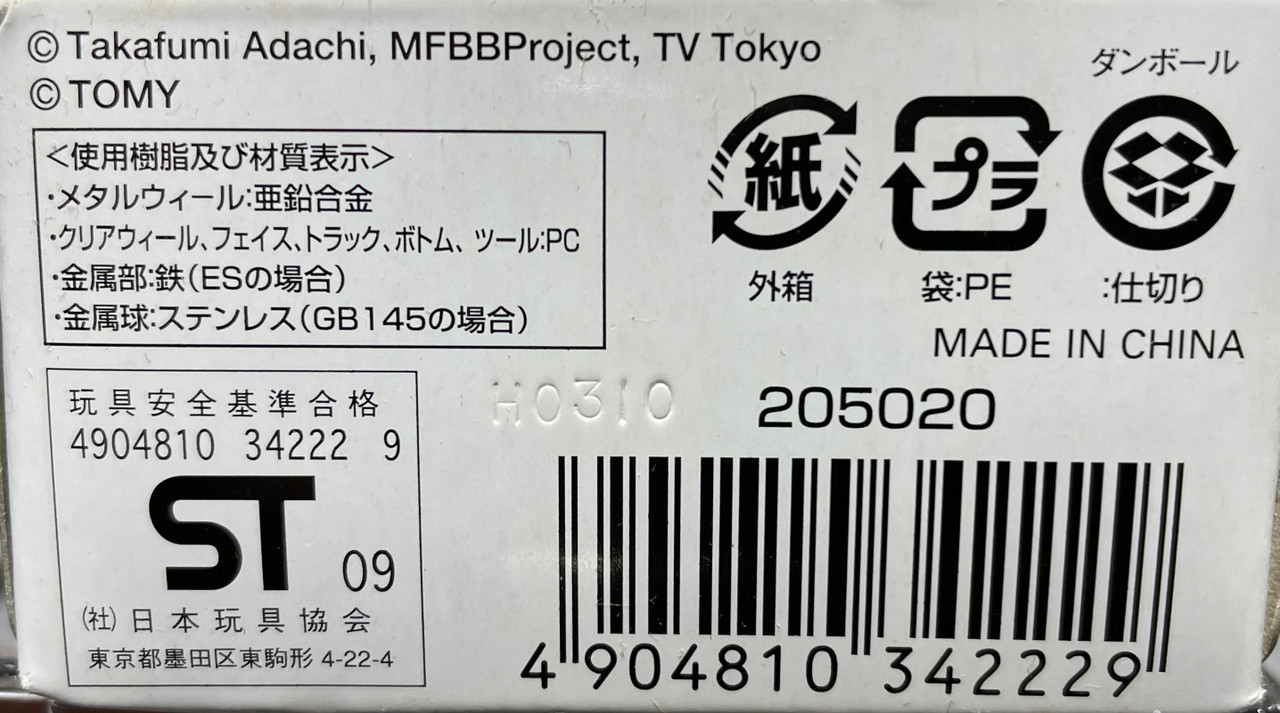 © Takafumi Adachi, MFBBProject, TV Tokyo
© TOMY
＜使用樹脂及び材質表示＞
・メタルウィール:亜鉛合金
・クリアウィール、フェイス、トラック、ボトム、ツール:PC
・金属部:鉄(ESの場合)
・金属球:ステンレス(GB145の場合)
ダンボール
紙
プラ
外箱
袋:PE
:仕切り
MADE IN CHINA
玩具安全基準合格
4904810 34222 9
ST 09
(社)日本玩具協会
東京都墨田区東駒形 4-22-4
H0310
205020
4 904810 342229